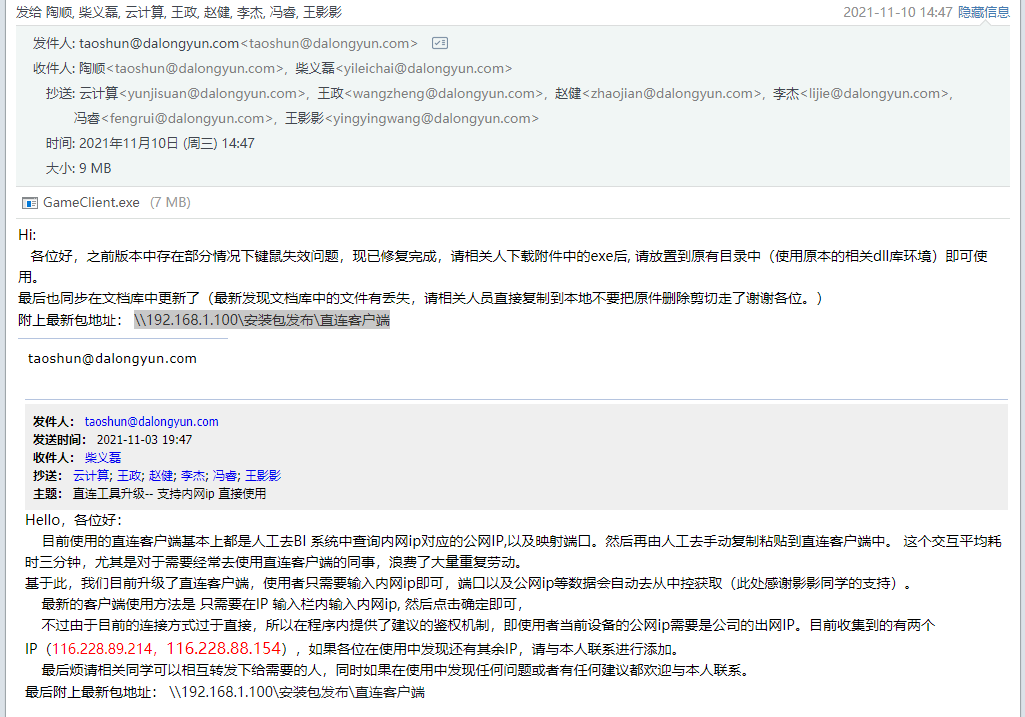 发给 陶顺, 柴义磊, 云计算, 王政, 赵健, 李杰, 冯睿, 王影影 2021-11-10 14:47 隐藏信息
发件人: taoshun@dalongyun.com<taoshun@dalongyun.com>
收件人: 陶顺<taoshun@dalongyun.com>, 柴义磊<yileichai@dalongyun.com>
抄送: 云计算<yunjisuan@dalongyun.com>, 王政<wangzheng@dalongyun.com>, 赵健<zhaojian@dalongyun.com>, 李杰<lijie@dalongyun.com>,
冯睿<fengrui@dalongyun.com>, 王影影<yingyingwang@dalongyun.com>
时间: 2021年11月10日 (周三) 14:47
大小: 9 MB
GameClient.exe (7 MB)
Hi:
各位好，之前版本中存在部分情况下键鼠失效问题，现已修复完成，请相关人下载附件中的exe后, 请放置到原有目录中（使用原本的相关dll库环境）即可使
用。
最后也同步在文档库中更新了（最新发现文档库中的文件有丢失，请相关人员直接复制到本地不要把原件删除剪切走了谢谢各位。）
附上最新包地址： \\192.168.1.100\安装包发布\直连客户端
taoshun@dalongyun.com
发件人： taoshun@dalongyun.com
发送时间： 2021-11-03 19:47
收件人： 柴义磊
抄送： 云计算; 王政; 赵健; 李杰; 冯睿; 王影影
主题： 直连工具升级-- 支持内网ip 直接使用
Hello，各位好：
目前使用的直连客户端基本上都是人工去BI 系统中查询内网ip对应的公网IP,以及映射端口。然后再由人工去手动复制粘贴到直连客户端中。 这个交互平均耗
时三分钟，尤其是对于需要经常去使用直连客户端的同事，浪费了大量重复劳动。
基于此，我们目前升级了直连客户端，使用者只需要输入内网ip即可，端口以及公网ip等数据会自动去从中控获取（此处感谢影影同学的支持）。
最新的客户端使用方法是 只需要在IP 输入栏内输入内网ip, 然后点击确定即可，
不过由于目前的连接方式过于直接，所以在程序内提供了建议的鉴权机制，即使用者当前设备的公网ip需要是公司的出网IP。目前收集到的有两个
IP（116.228.89.214，116.228.88.154），如果各位在使用中发现还有其余IP，请与本人联系进行添加。
最后烦请相关同学可以相互转发下给需要的人，同时如果在使用中发现任何问题或者有任何建议都欢迎与本人联系。
最后附上最新包地址： \\192.168.1.100\安装包发布\直连客户端